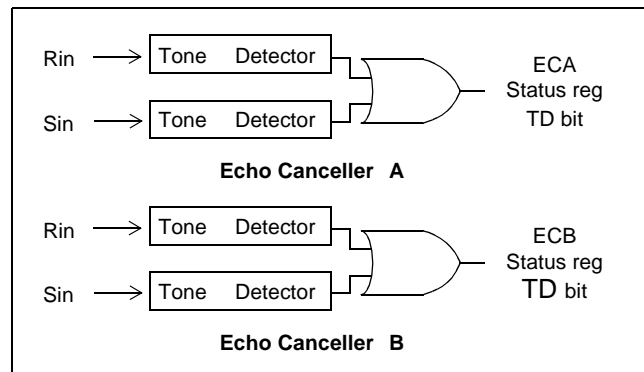 Rin
Tone Detector
Sin
Tone Detector
ECA
Status reg
TD bit
Echo Canceller A
Rin
Tone Detector
Sin
Tone Detector
ECB
Status reg
TD bit
Echo Canceller B